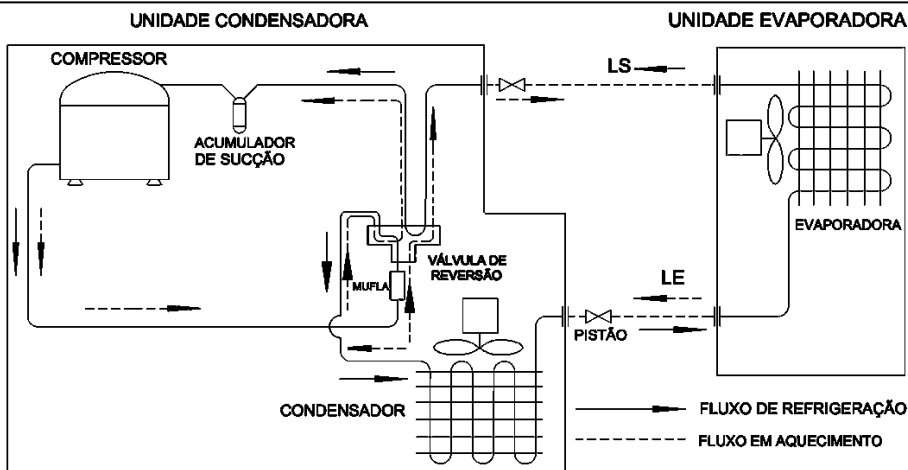 UNIDADE CONDENSADORA
UNIDADE EVAPORADORA
COMPRESSOR
LS
ACUMULADOR
DE SUCÇÃO
EVAPORADORA
VÁLVULA DE
REVERSÃO
LE
MUFLA
PISTÃO
CONDENSADOR
FLUXO DE REFRIGERAÇÃO
FLUXO EM AQUECIMENTO